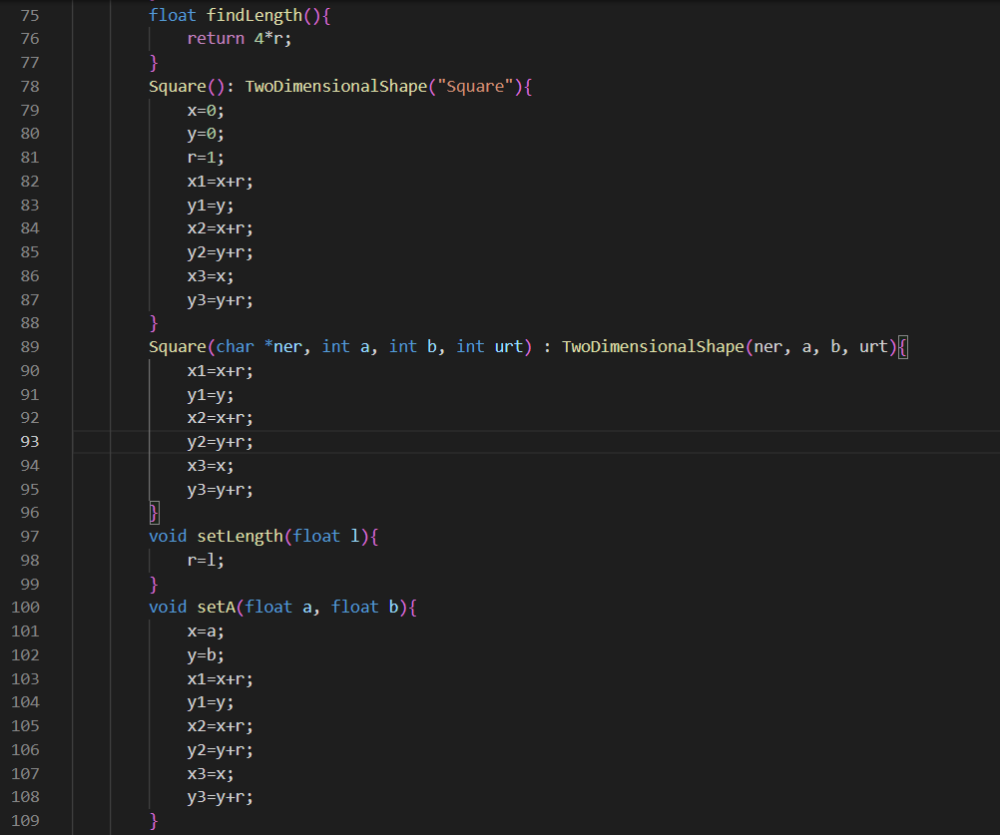 75 float findLength(){
76 return 4*r;
77 }
78 Square(): TwoDimensionalShape("Square"){
79 x=0;
80 y=0;
81 r=1;
82 x1=x+r;
83 y1=y;
84 x2=x+r;
85 y2=y+r;
86 x3=x;
87 y3=y+r;
88 }
89 Square(char *ner, int a, int b, int urt) : TwoDimensionalShape(ner, a, b, urt){
90 x1=x+r;
91 y1=y;
92 x2=x+r;
93 y2=y+r;
94 x3=x;
95 y3=y+r;
96 }
97 void setLength(float l){
98 r=l;
99 }
100 void setA(float a, float b){
101 x=a;
102 y=b;
103 x1=x+r;
104 y1=y;
105 x2=x+r;
106 y2=y+r;
107 x3=x;
108 y3=y+r;
109 }